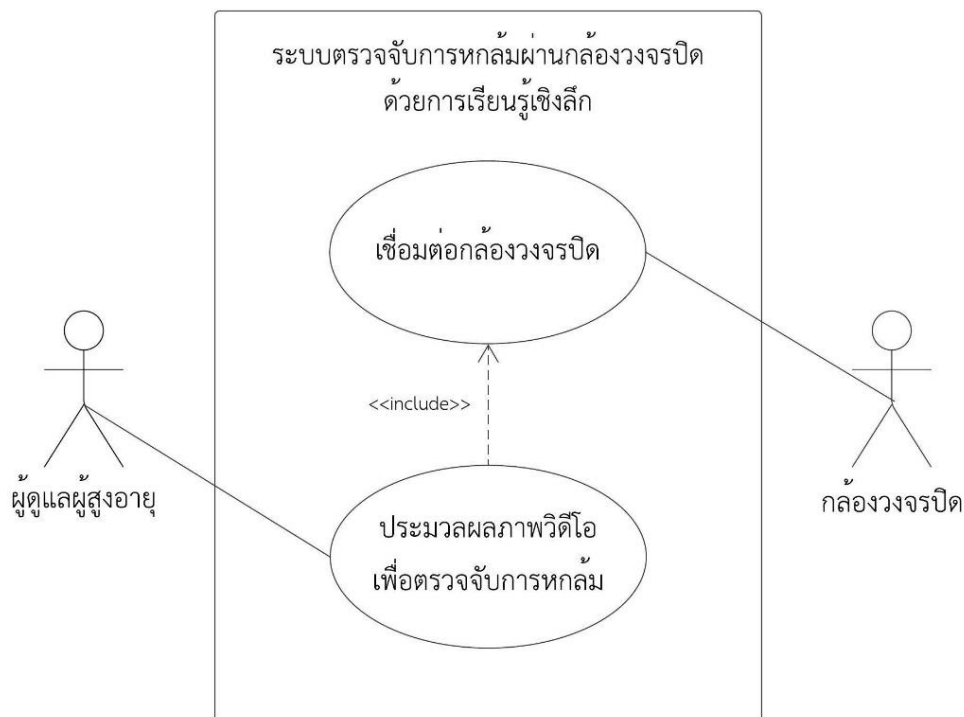 ระบบตรวจจับการหกล้มผ่านกล้องวงจรปิด
ด้วยการเรียนรู้เชิงลึก
เชื่อมต่อกล้องวงจรปิด
<<include>>
ผู้ดูแลผู้สูงอายุ
กล้องวงจรปิด
ประมวลผลภาพวิดีโอ
เพื่อตรวจจับการหกล้ม